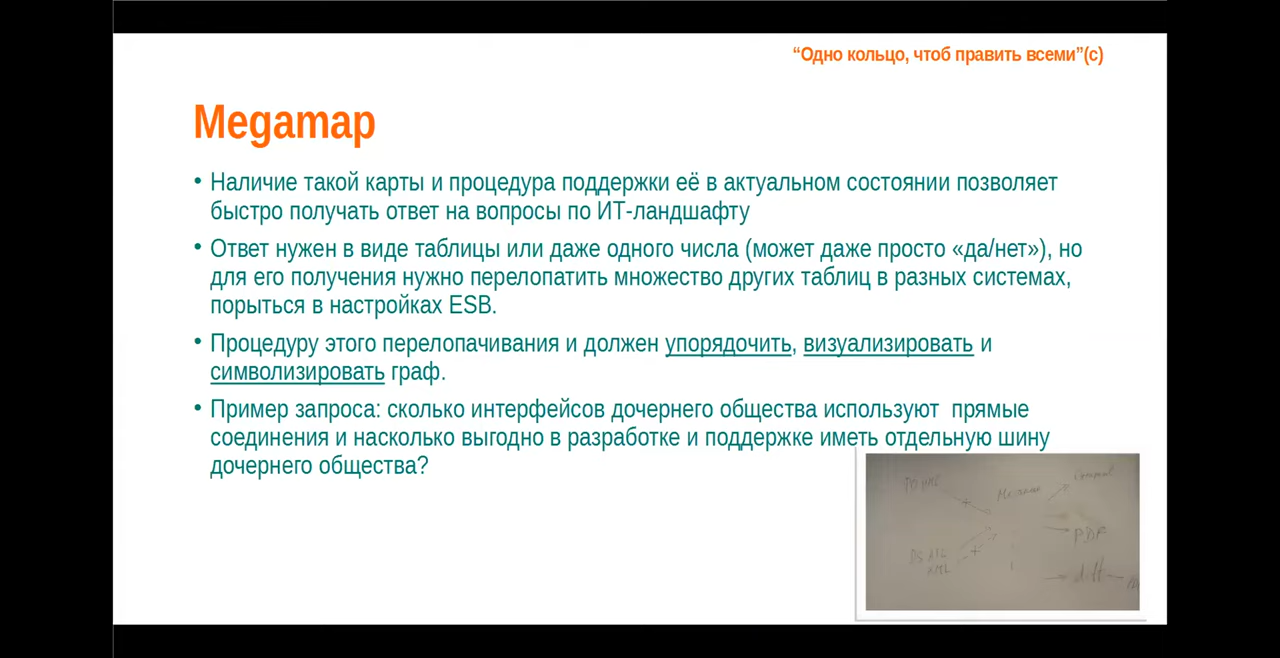 “Одно кольцо, чтоб править всеми”(с)
Megamap
• Наличие такой карты и процедура поддержки её в актуальном состоянии позволяет
быстро получать ответ на вопросы по ИТ-ландшафту
• Ответ нужен в виде таблицы или даже одного числа (может даже просто «да/нет»), но
для его получения нужно перелопатить множество других таблиц в разных системах,
порыться в настройках ESB.
• Процедуру этого перелопачивания и должен упорядочить, визуализировать и
символизировать граф.
• Пример запроса: сколько интерфейсов дочернего общества используют  прямые
соединения и насколько выгодно в разработке и поддержке иметь отдельную шину
дочернего общества?
PDF